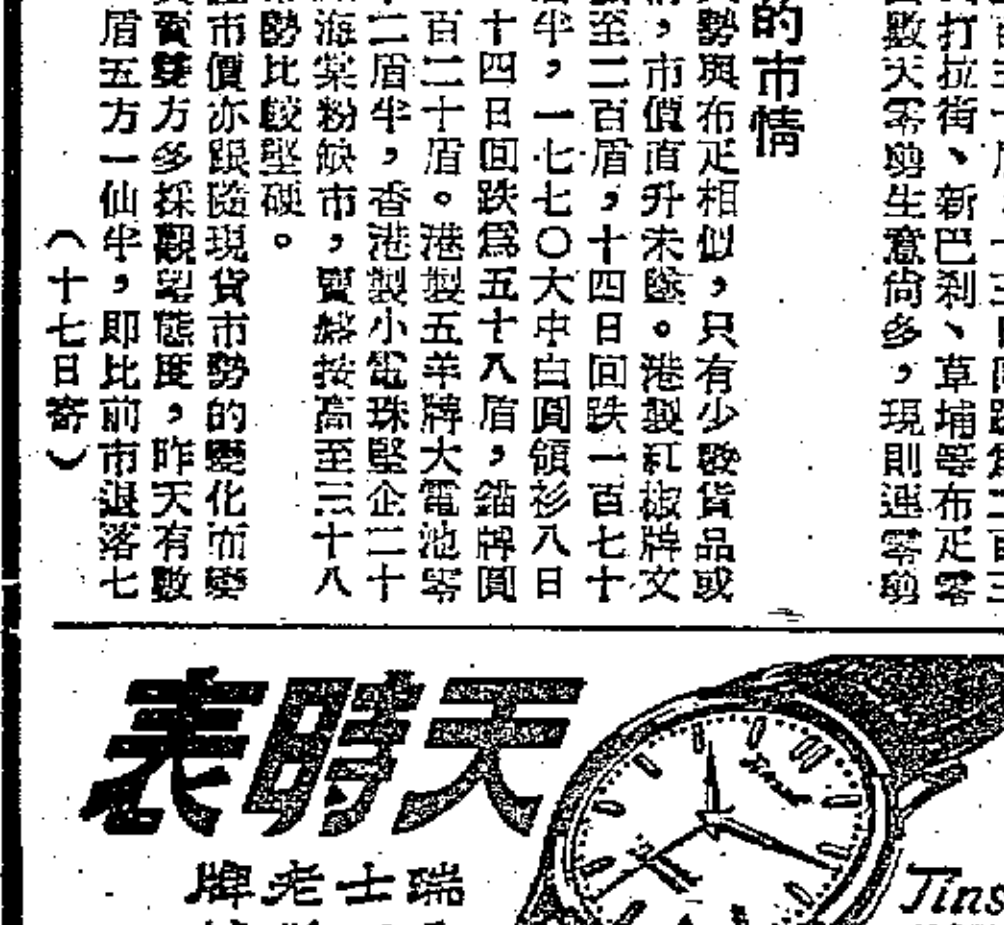 數天零剪生意尚多，現則連零剪
打拉街、新巴剎、草埔等布疋零
的市情
勢與布疋相似，只有少數貨品或
，市價直升未墜。港製紅椒牌文
至二百盾，十四日回跌一百七十
半，一七七〇大中白圓領衫八日
十四日回跌爲五十八盾，錨牌圓
百二十盾。港製五羊牌大電池零
二盾半，香港製小電珠堅企二十
海棠粉缺市，賣盤按高至三十八
勢比較堅硬。
市價亦跟隨現貨市勢的變化而變
賣雙方多採觀望態度，昨天有數
盾五方一仙半，即比前市退落七
（十七日寄）
天時表
瑞士老牌
Tins